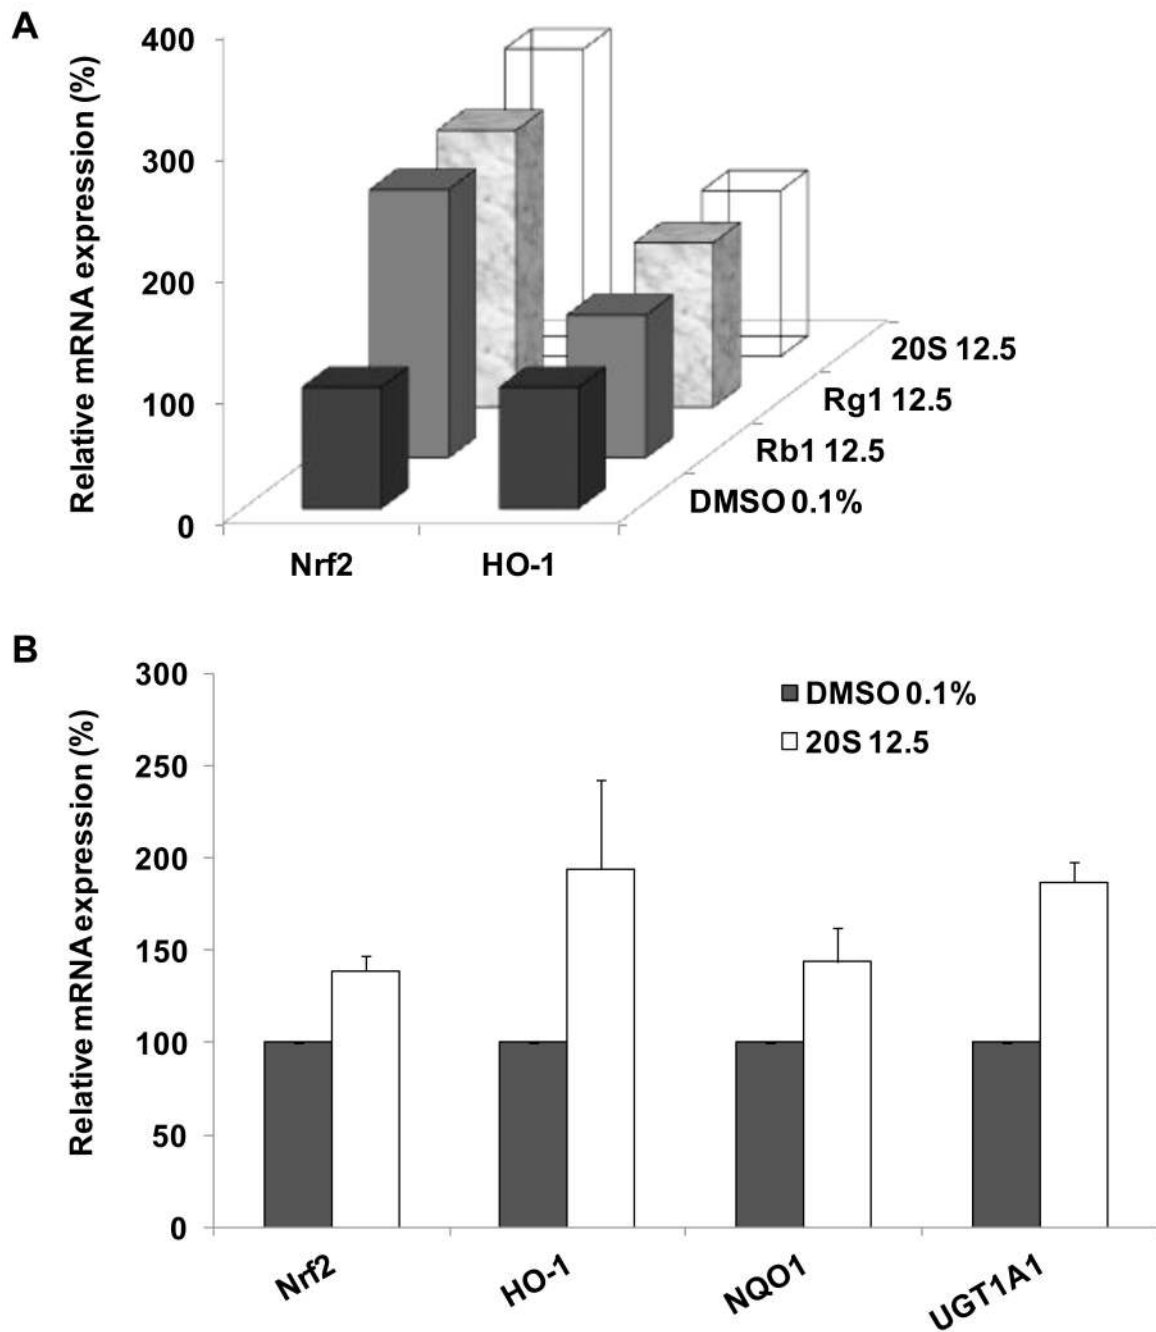 A
Relative mRNA expression (%)
400
300
200
100
0
20S 12.5
Rg1 12.5
Rb1 12.5
DMSO 0.1%
Nrf2
HO-1
B
Relative mRNA expression (%)
300
250
200
150
100
50
0
DMSO 0.1%
20S 12.5
Nrf2
HO-1
NQO1
UGT1A1